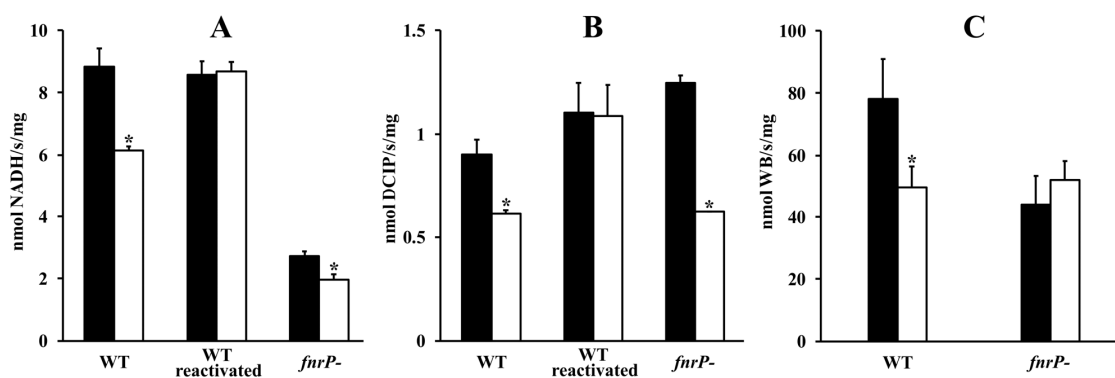 A
nmol NADH/s/mg
10
8
6
4
2
0
*
*
WT
WT
reactivated
fnrP-
B
nmol DCIP/s/mg
1.5
1
0.5
0
*
*
WT
WT
reactivated
fnrP-
C
nmol WB/s/mg
100
80
60
40
20
0
*
WT
fnrP-